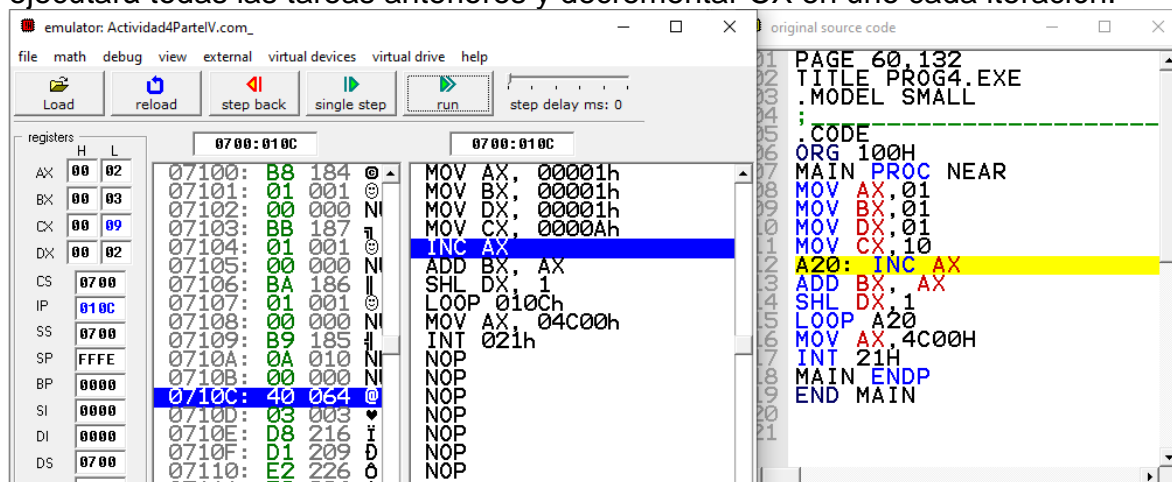 ejecutará todas las tareas anteriores y decrementar CX en uno cada iteración.
emulator: Actividad4ParteIV.com_
file math debug view external virtual devices virtual drive help
Load reload step back single step run step delay ms: 0
registers
H L
AX 00 02
BX 00 03
CX 00 09
DX 00 02
CS 0700
IP 010C
SS 0700
SP FFFE
BP 0000
SI 0000
DI 0000
DS 0700
0700:010C
07100: B8 184
07101: 01 001 ☺
07102: 00 000 NU
07103: BB 187 ╗
07104: 01 001 ☺
07105: 00 000 NU
07106: BA 186 ║
07107: 01 001 ☺
07108: 00 000 NU
07109: B9 185 ╣
0710A: 0A 010 
0710B: 00 000 NU
0710C: 40 064 @
0710D: 03 003 ♥
0710E: D8 216 Ï
0710F: D1 209 Ð
07110: E2 226 Ô
0700:010C
MOV AX, 00001h
MOV BX, 00001h
MOV DX, 00001h
MOV CX, 0000Ah
INC AX
ADD BX, AX
SHL DX, 1
LOOP 010Ch
MOV AX, 04C00h
INT 021h
NOP
NOP
NOP
NOP
NOP
NOP
NOP
original source code
01 PAGE 60,132
02 TITLE PROG4.EXE
03 .MODEL SMALL
04 ;______________________________
05 .CODE
06 ORG 100H
07 MAIN PROC NEAR
08 MOV AX,01
09 MOV BX,01
10 MOV DX,01
11 MOV CX,10
12 A20: INC AX
13 ADD BX, AX
14 SHL DX,1
15 LOOP A20
16 MOV AX,4C00H
17 INT 21H
18 MAIN ENDP
19 END MAIN
20
21